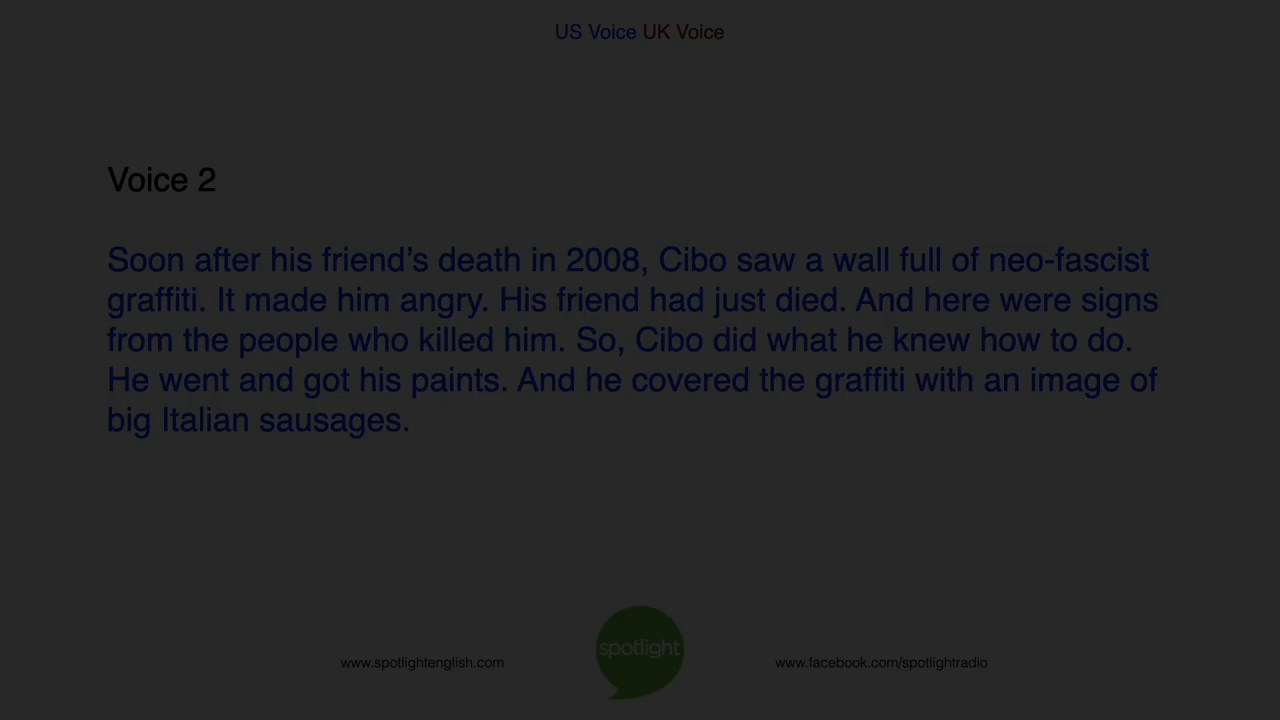 US Voice UK Voice
Voice 2
Soon after his friend’s death in 2008, Cibo saw a wall full of neo-fascist
graffiti. It made him angry. His friend had just died. And here were signs
from the people who killed him. So, Cibo did what he knew how to do.
He went and got his paints. And he covered the graffiti with an image of
big Italian sausages.
spotlight
www.spotlightenglish.com
www.facebook.com/spotlightradio